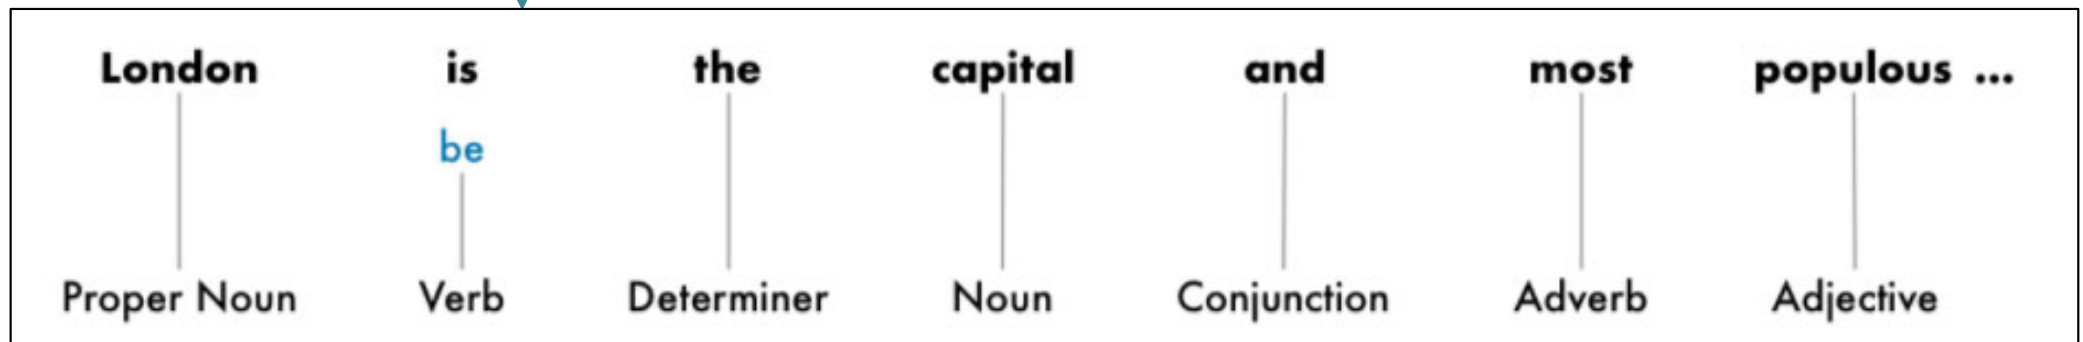 London is the capital and most populous ...
be
Proper Noun Verb Determiner Noun Conjunction Adverb Adjective